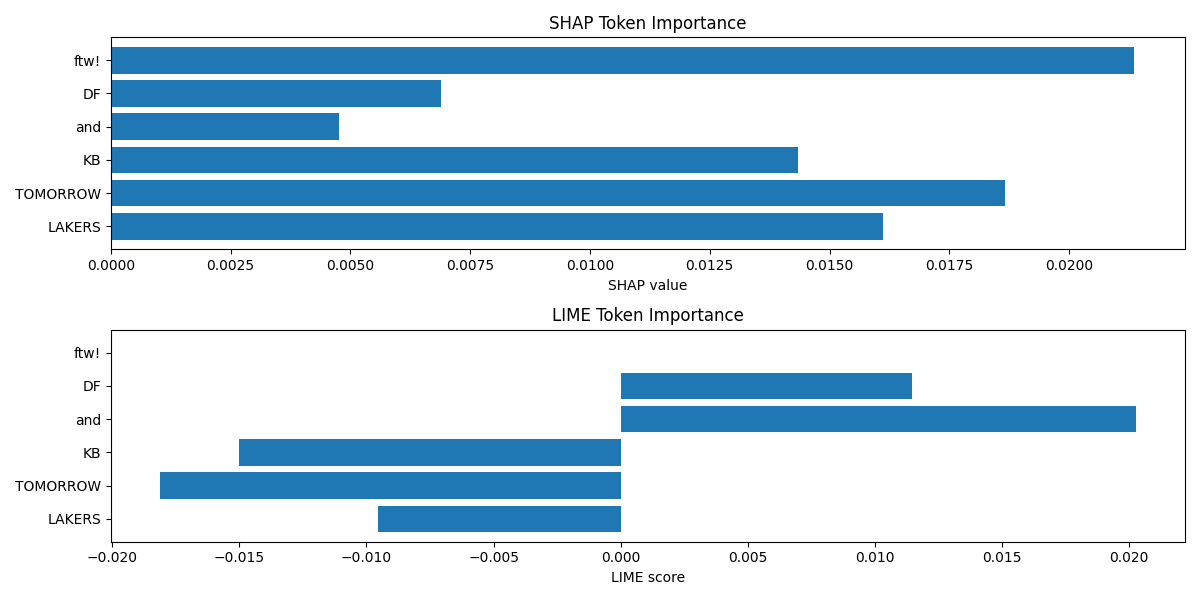 SHAP Token Importance
ftw!
DF
and
KB
TOMORROW
LAKERS
0.0000 0.0025 0.0050 0.0075 0.0100 0.0125 0.0150 0.0175 0.0200
SHAP value
LIME Token Importance
ftw!
DF
and
KB
TOMORROW
LAKERS
−0.020 −0.015 −0.010 −0.005 0.000 0.005 0.010 0.015 0.020
LIME score